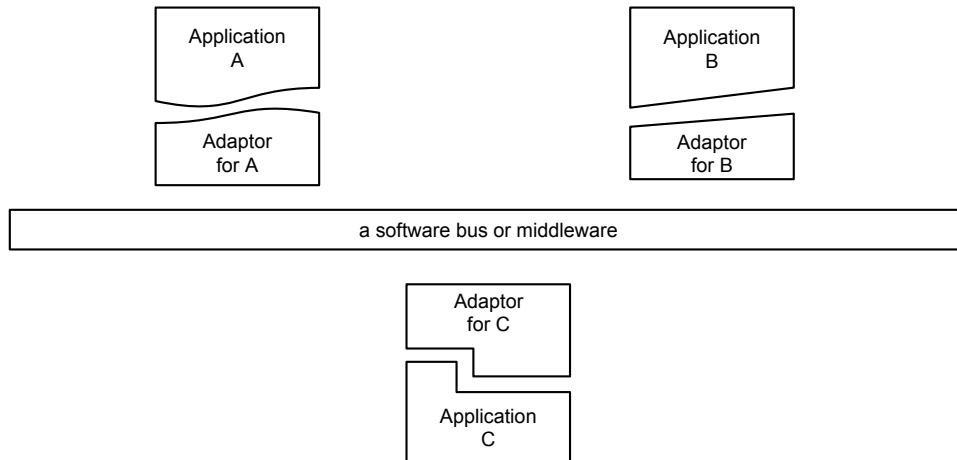 Application
A
Application
B
Adaptor
for A
Adaptor
for B
a software bus or middleware
Adaptor
for C
Application
C